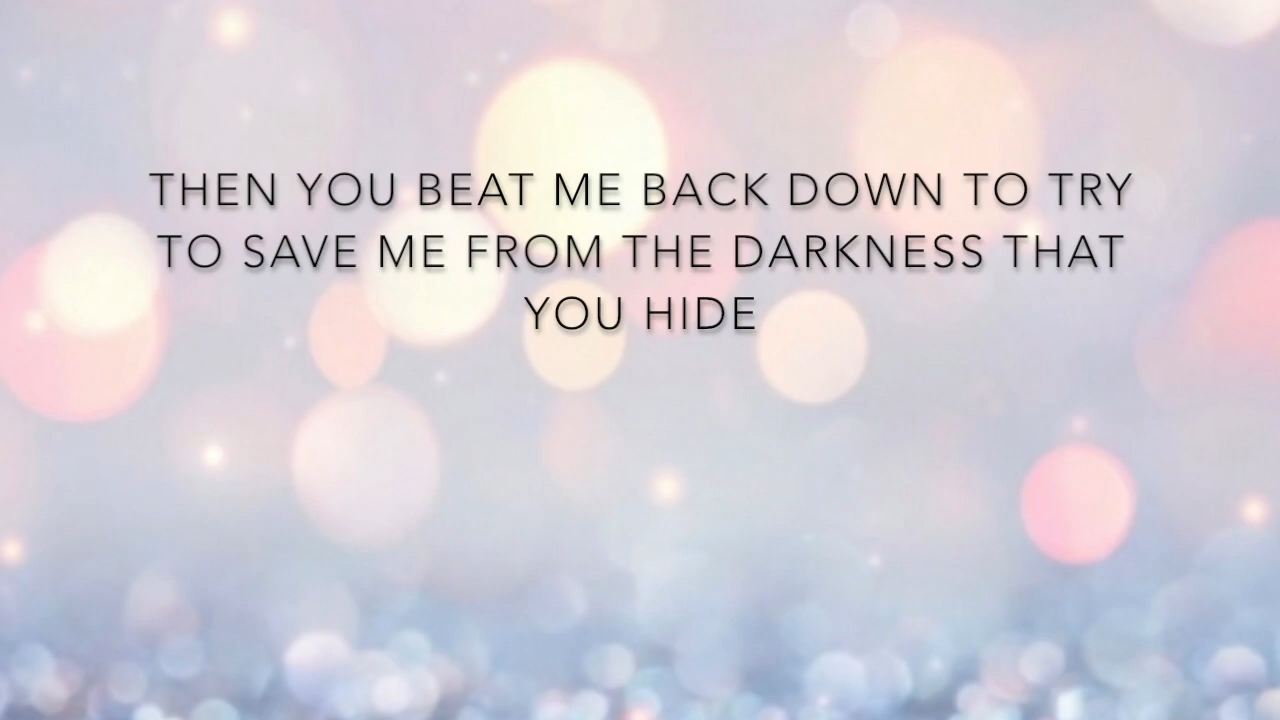 THEN YOU BEAT ME BACK DOWN TO TRY
TO SAVE ME FROM THE DARKNESS THAT
YOU HIDE